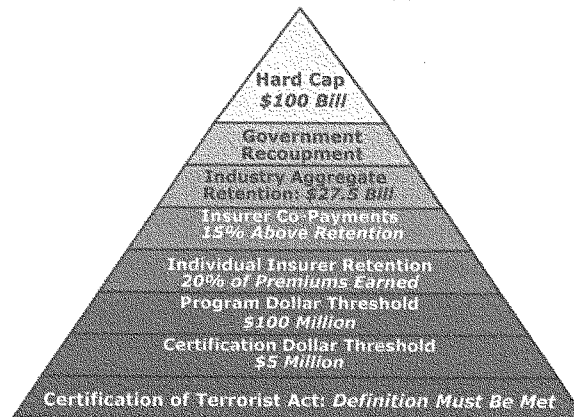 Hard Cap
$100 Bill
Government
Recoupment
Industry Aggregate
Retention: $27.5 Bill
Insurer Co-Payments
15% Above Retention
Individual Insurer Retention
20% of Premiums Earned
Program Dollar Threshold
$100 Million
Certification Dollar Threshold
$5 Million
Certification of Terrorist Act: Definition Must Be Met